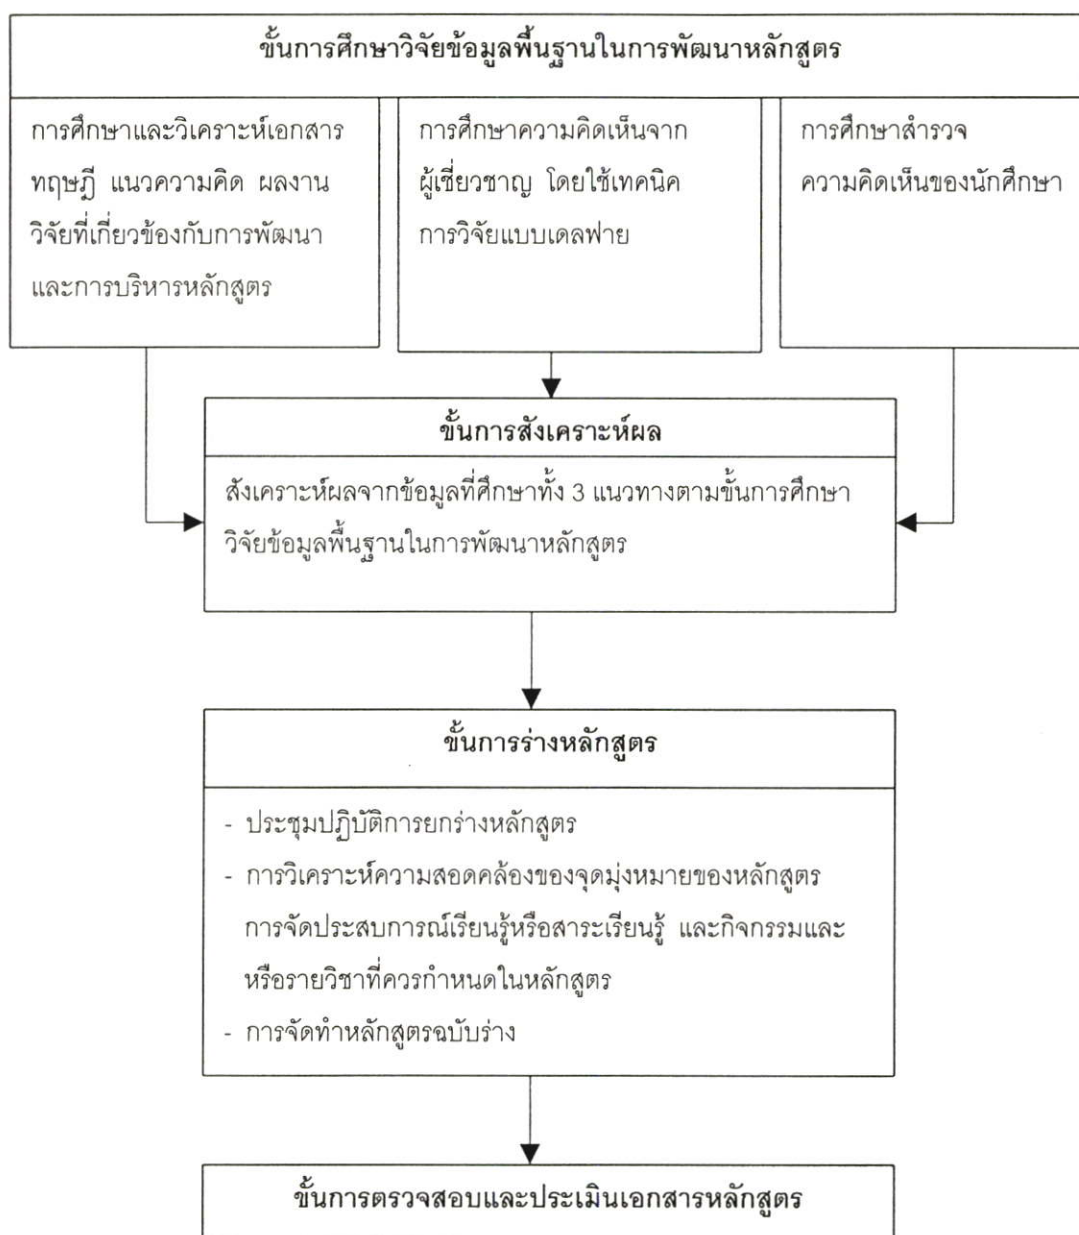 ขั้นการศึกษาวิจัยข้อมูลพื้นฐานในการพัฒนาหลักสูตร
การศึกษาและวิเคราะห์เอกสาร
ทฤษฎี แนวความคิด ผลงาน
วิจัยที่เกี่ยวข้องกับการพัฒนา
และการบริหารหลักสูตร
การศึกษาความคิดเห็นจาก
ผู้เชี่ยวชาญ โดยใช้เทคนิค
การวิจัยแบบเดลฟาย
การศึกษาสำรวจ
ความคิดเห็นของนักศึกษา
ขั้นการสังเคราะห์ผล
สังเคราะห์ผลจากข้อมูลที่ศึกษาทั้ง 3 แนวทางตามขั้นการศึกษา
วิจัยข้อมูลพื้นฐานในการพัฒนาหลักสูตร
ขั้นการร่างหลักสูตร
- ประชุมปฏิบัติการยกร่างหลักสูตร
- การวิเคราะห์ความสอดคล้องของจุดมุ่งหมายของหลักสูตร
การจัดประสบการณ์เรียนรู้หรือสาระเรียนรู้ และกิจกรรมและ
หรือรายวิชาที่ควรกำหนดในหลักสูตร
- การจัดทำหลักสูตรฉบับร่าง
ขั้นการตรวจสอบและประเมินเอกสารหลักสูตร